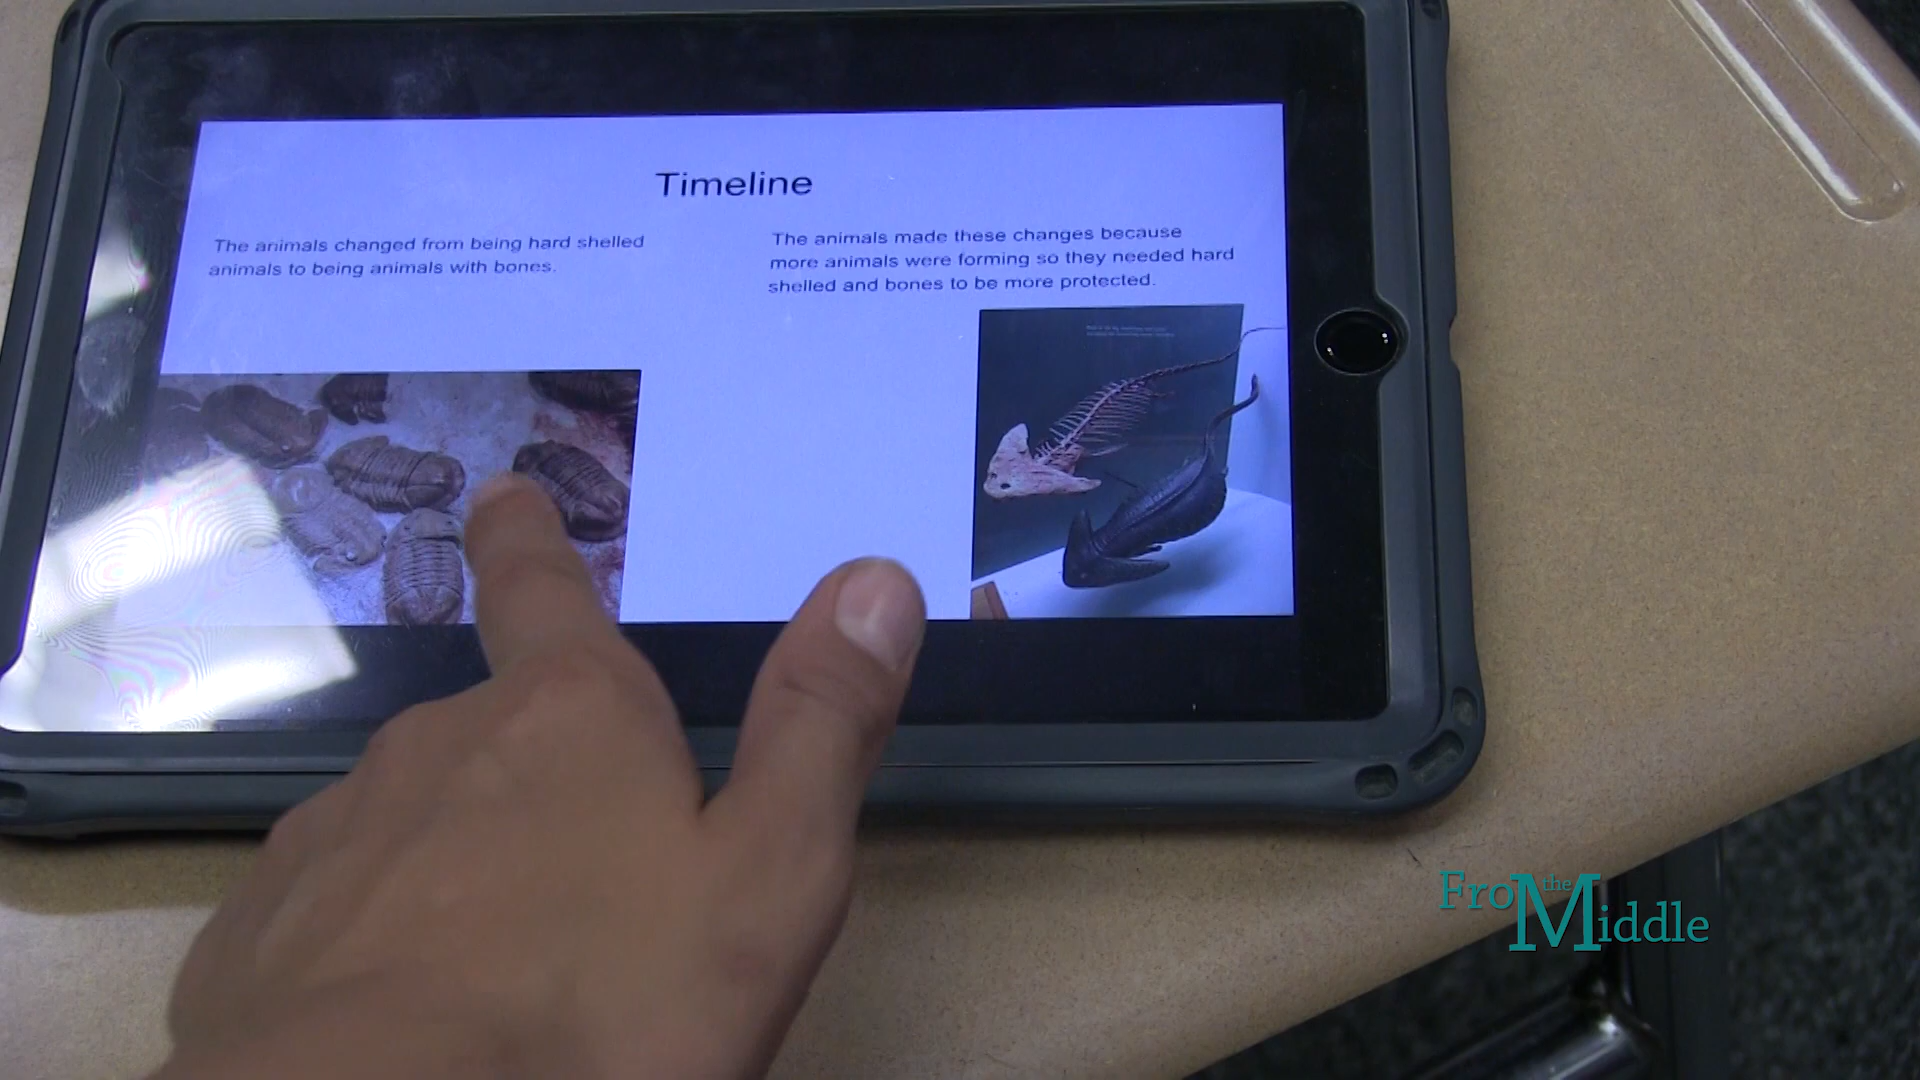 Timeline
The animals changed from being hard shelled
animals to being animals with bones.
The animals made these changes because
more animals were forming so they needed hard
shelled and bones to be more protected.
From the
Middle